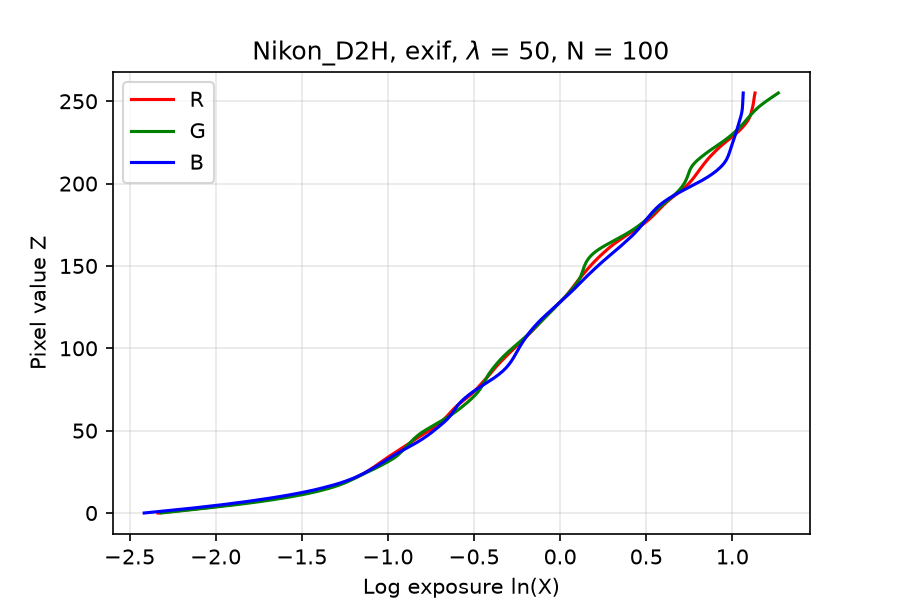 Nikon_D2H, exif, λ = 50, N = 100
R
G
B
250
200
150
100
50
0
Pixel value Z
−2.5 −2.0 −1.5 −1.0 −0.5 0.0 0.5 1.0
Log exposure ln(X)